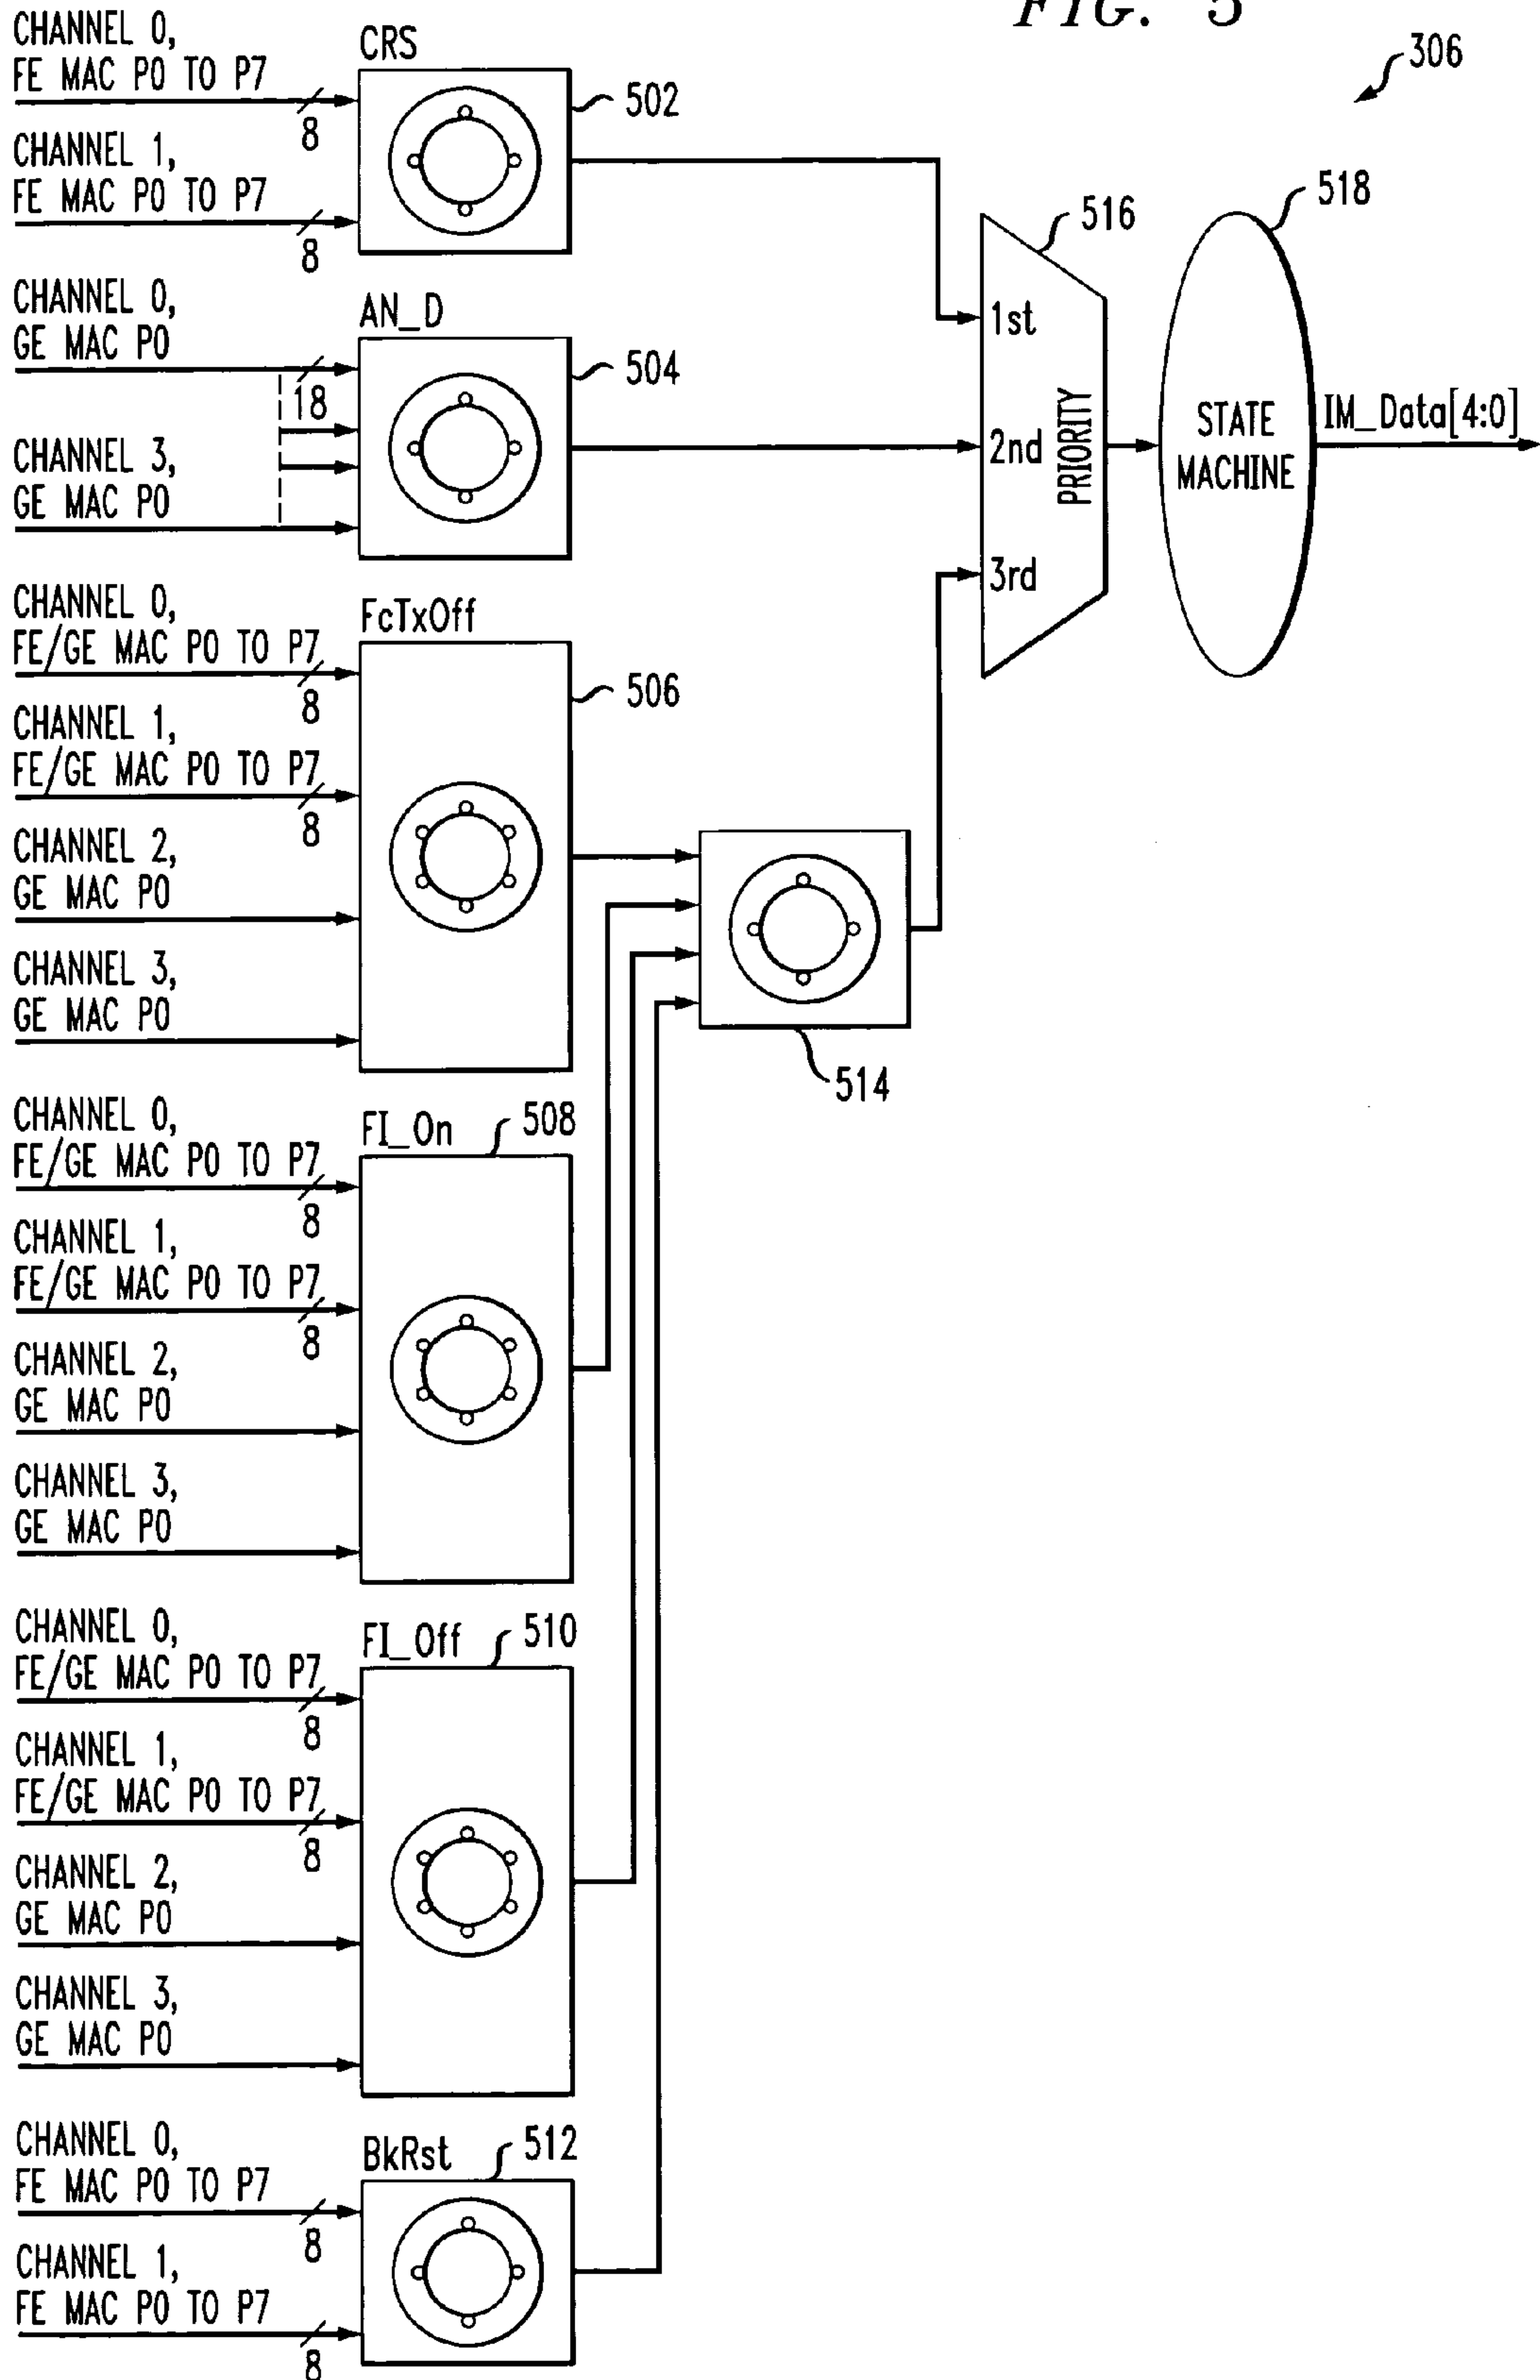 FIG. 5
306
CHANNEL 0,
FE MAC P0 TO P7
8
CHANNEL 1,
FE MAC P0 TO P7
8
CRS
502
CHANNEL 0,
GE MAC P0
18
CHANNEL 3,
GE MAC P0
AN_D
504
CHANNEL 0,
FE/GE MAC P0 TO P7
8
CHANNEL 1,
FE/GE MAC P0 TO P7
8
CHANNEL 2,
GE MAC P0
CHANNEL 3,
GE MAC P0
FcTxOff
506
CHANNEL 0,
FE/GE MAC P0 TO P7
8
CHANNEL 1,
FE/GE MAC P0 TO P7
8
CHANNEL 2,
GE MAC P0
CHANNEL 3,
GE MAC P0
FI_On
508
CHANNEL 0,
FE/GE MAC P0 TO P7
8
CHANNEL 1,
FE/GE MAC P0 TO P7
8
CHANNEL 2,
GE MAC P0
CHANNEL 3,
GE MAC P0
FI_Off
510
CHANNEL 0,
FE MAC P0 TO P7
8
CHANNEL 1,
FE MAC P0 TO P7
8
BkRst
512
514
516
1st
2nd
3rd
PRIORITY
518
STATE
MACHINE
IM_Data[4:0]